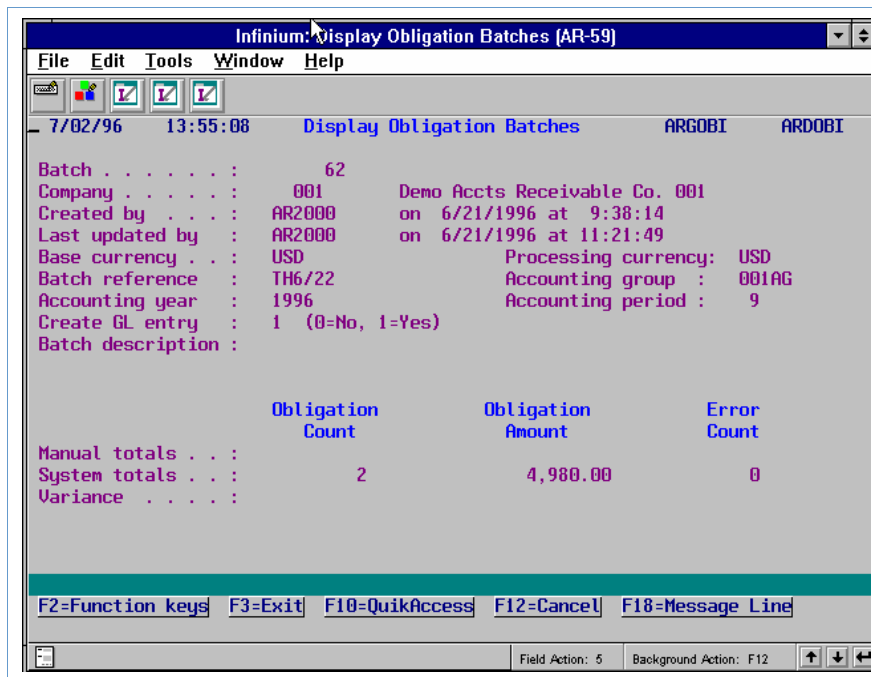 Infinium: Display Obligation Batches (AR-59)
File Edit Tools Window Help
7/02/96 13:55:08 Display Obligation Batches ARGOBI ARDOBI
Batch . . . . . . : 62
Company . . . . . : 001 Demo Accts Receivable Co. 001
Created by . . . : AR2000 on 6/21/1996 at 9:38:14
Last updated by : AR2000 on 6/21/1996 at 11:21:49
Base currency . . : USD Processing currency: USD
Batch reference : TH6/22 Accounting group : 001AG
Accounting year : 1996 Accounting period : 9
Create GL entry : 1 (0=No, 1=Yes)
Batch description :
Obligation Obligation Error
Count Amount Count
Manual totals . . :
System totals . . : 2 4,980.00 0
Variance . . . . :
F2=Function keys F3=Exit F10=QuikAccess F12=Cancel F18=Message Line
Field Action: 5 Background Action: F12